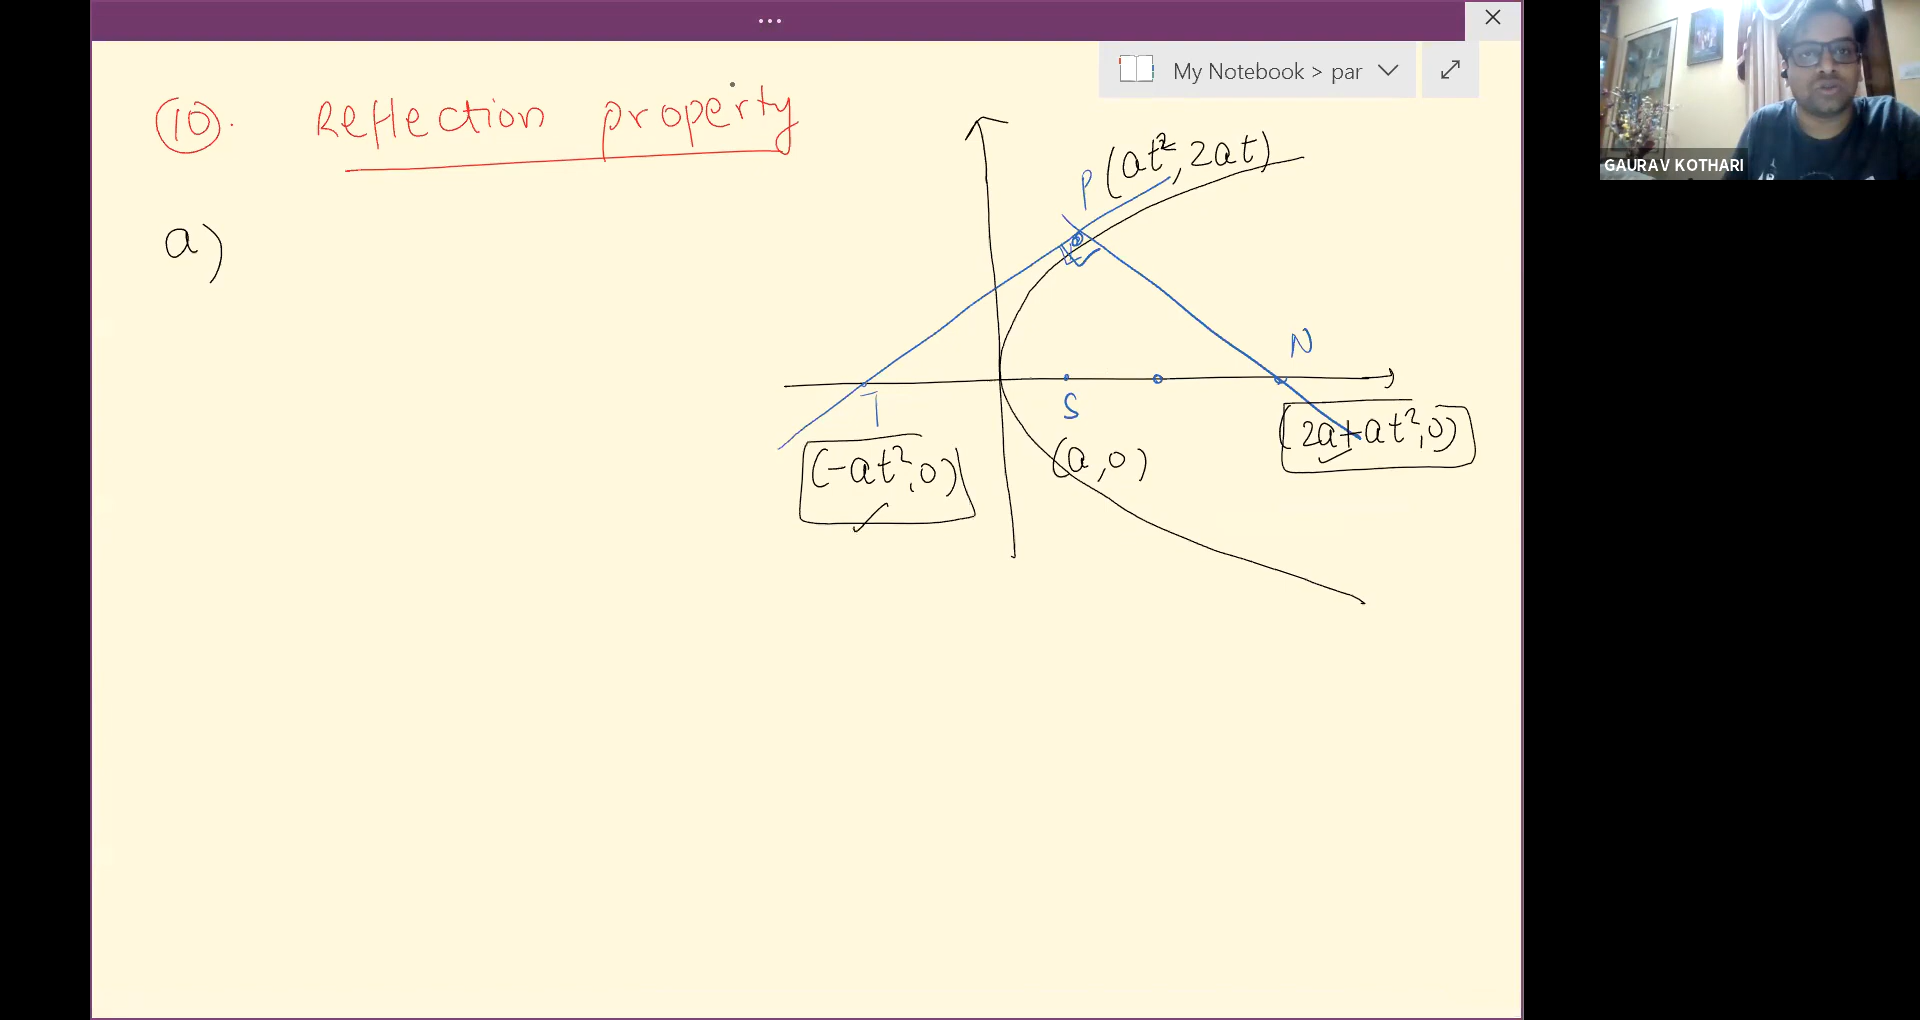 ...
My Notebook > par
GAURAV KOTHARI
(10). Reflection property
a)
P (at², 2at)
N
T
S
(2a+at², 0)
(-at², 0)
(a, 0)